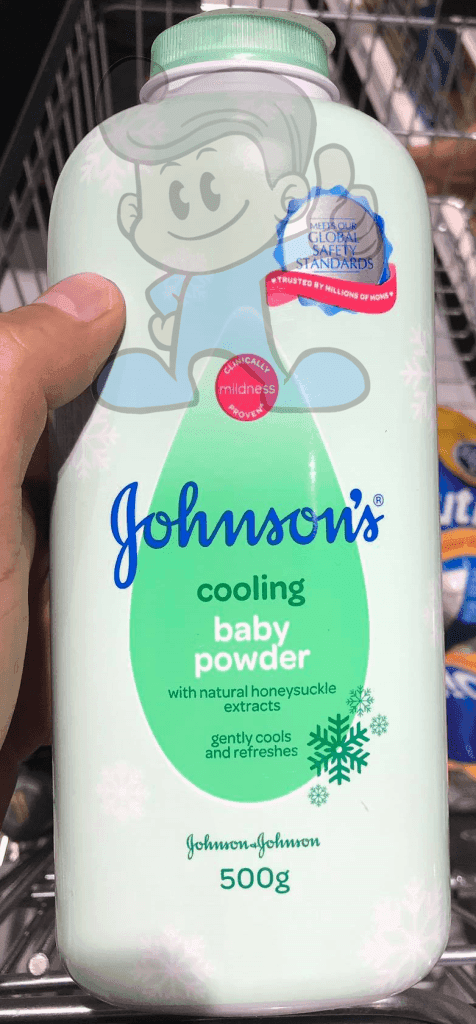 MEETS OUR
GLOBAL
SAFETY
STANDARDS
★TRUSTED BY MILLIONS OF MOMS★
CLINICALLY
mildness
PROVEN
Johnson's®
cooling
baby
powder
with natural honeysuckle
extracts
gently cools
and refreshes
Johnson&Johnson
500g